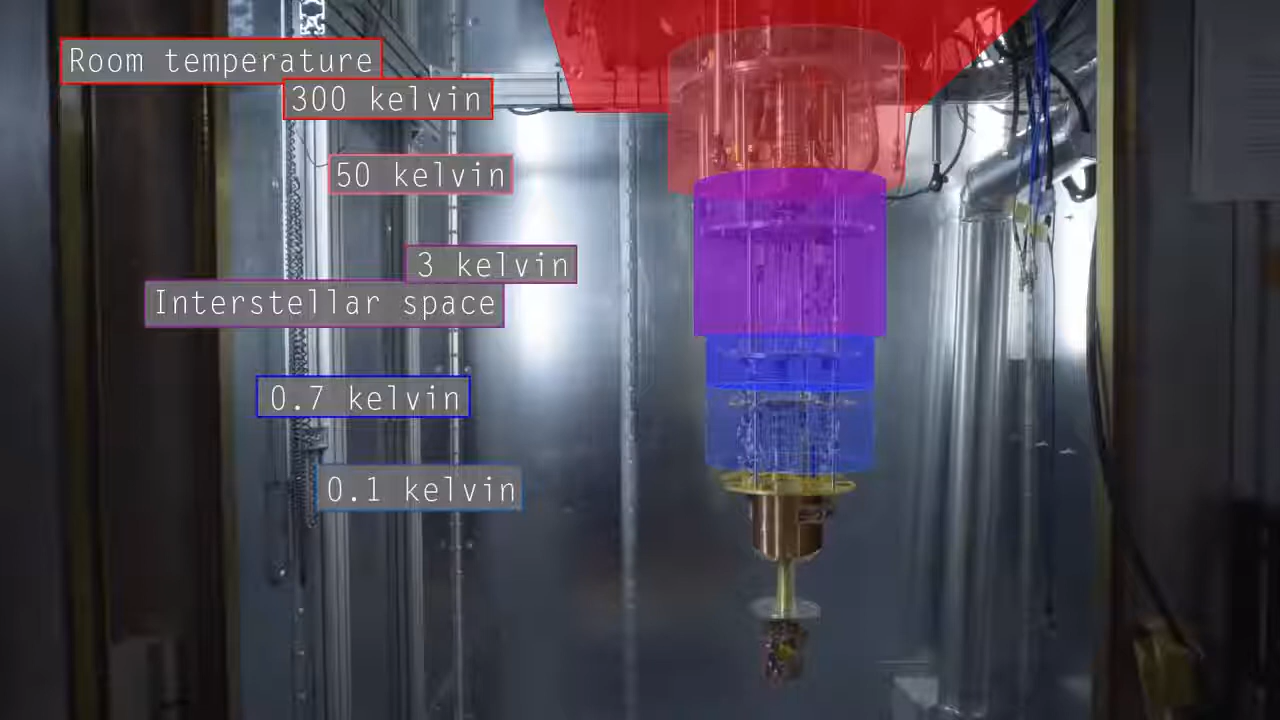 Room temperature
300 kelvin
50 kelvin
3 kelvin
Interstellar space
0.7 kelvin
0.1 kelvin